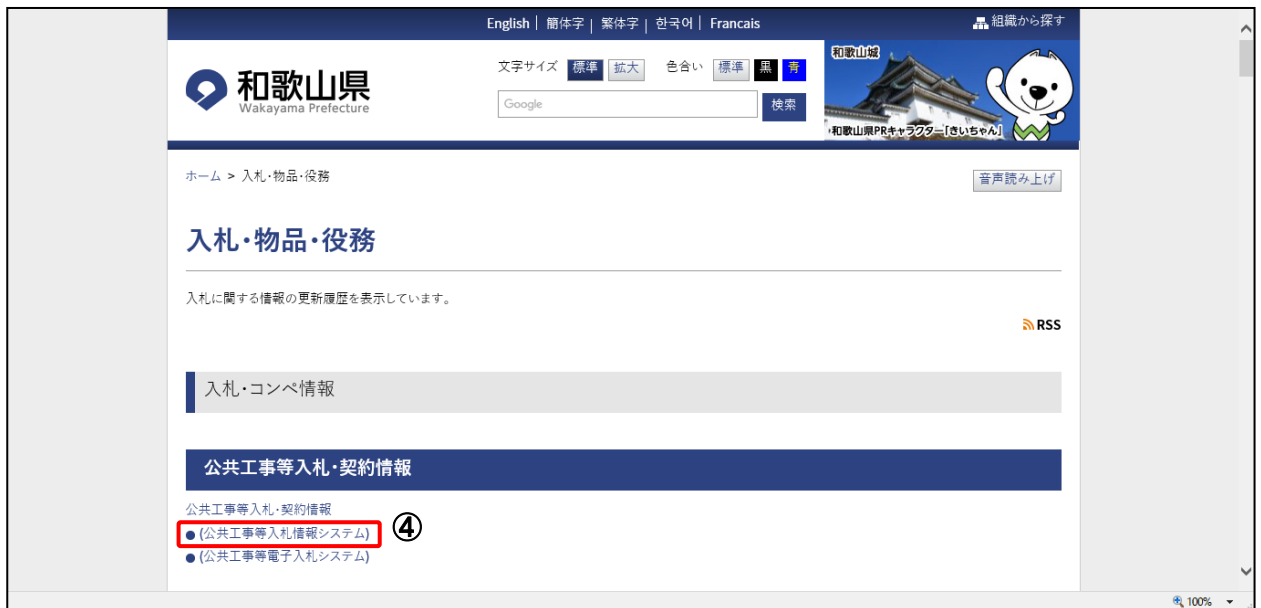 English | 簡体字 | 繁体字 | 한국어 | Francais
組織から探す
和歌山県
Wakayama Prefecture
文字サイズ 標準 拡大 色合い 標準 黒 青
Google 検索
和歌山城
和歌山県PRキャラクター「きいちゃん」
ホーム > 入札・物品・役務
音声読み上げ
入札・物品・役務
入札に関する情報の更新履歴を表示しています。
RSS
入札・コンペ情報
公共工事等入札・契約情報
公共工事等入札・契約情報
●(公共工事等入札情報システム) ④
●(公共工事等電子入札システム)
100%